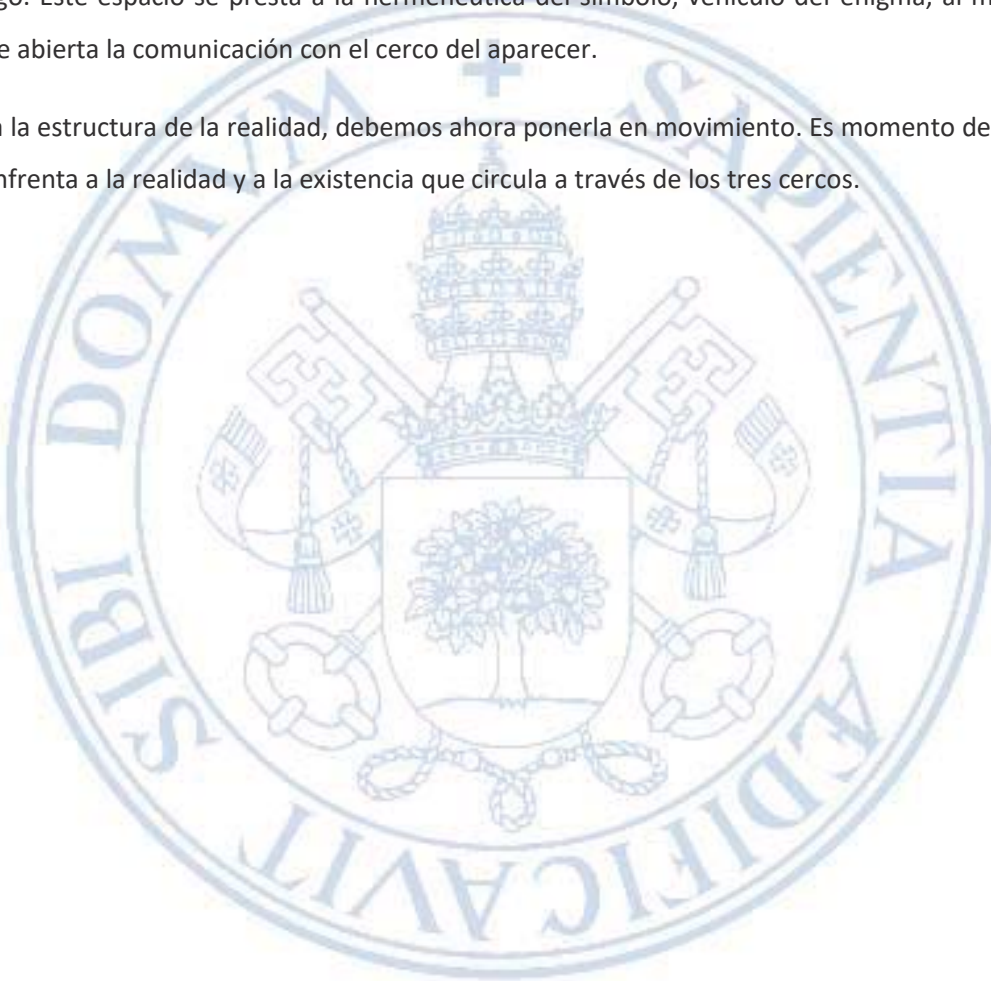 go. Este espacio se presta a la hermenéutica del símbolo, vehículo del enigma, al m
e abierta la comunicación con el cerco del aparecer.
la estructura de la realidad, debemos ahora ponerla en movimiento. Es momento de
nfrenta a la realidad y a la existencia que circula a través de los tres cercos.
SAPIENTIA ÆDIFICAVIT SIBI DOMVM